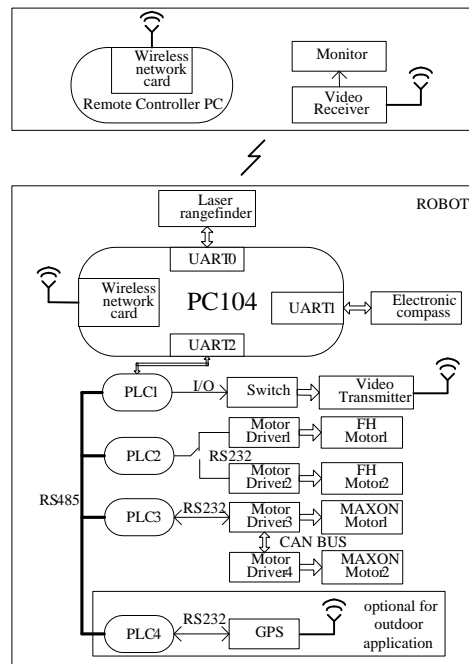 Wireless
network
card
Remote Controller PC
Monitor
Video
Receiver
ROBOT
Laser
rangefinder
UART0
Wireless
network
card
PC104
UART1
Electronic
compass
UART2
PLC1
I/O
Switch
Video
Transmitter
PLC2
RS232
Motor
Driver1
FH
Motor1
Motor
Driver2
FH
Motor2
RS485
PLC3
RS232
Motor
Driver3
MAXON
Motor1
CAN BUS
Motor
Driver4
MAXON
Motor2
PLC4
RS232
GPS
optional for
outdoor
application